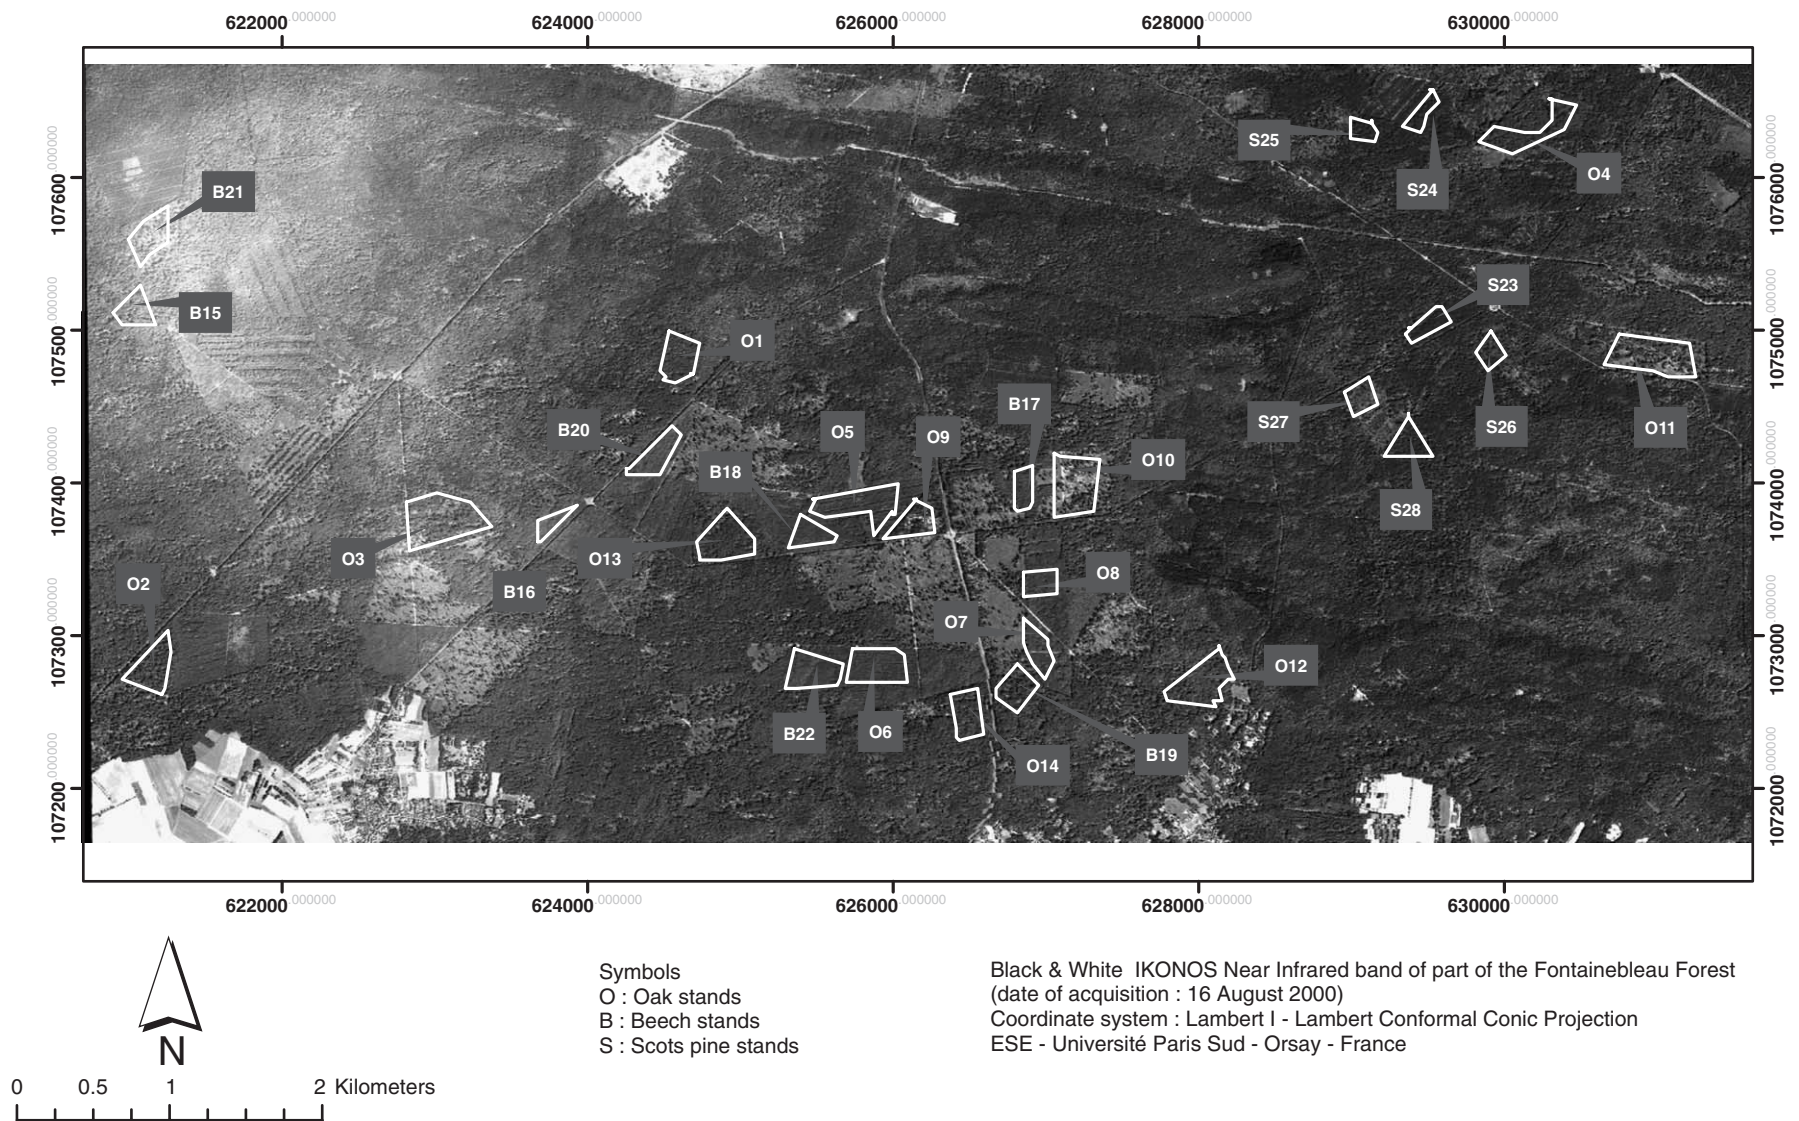 622000.000000 624000.000000 626000.000000 628000.000000 630000.000000
1076000.000000
1075000.000000
1074000.000000
1073000.000000
1072000.000000
1076000.000000
1075000.000000
1074000.000000
1073000.000000
1072000.000000
S25
S24
O4
B21
B15
S23
O1
B17
S27
S26
O11
B20
O5
O9
B18
O10
S28
O3
O13
O2
B16
O8
O7
O12
B22
O6
B19
O14
622000.000000 624000.000000 626000.000000 628000.000000 630000.000000
N
0 0.5 1 2 Kilometers
Symbols
O : Oak stands
B : Beech stands
S : Scots pine stands
Black & White IKONOS Near Infrared band of part of the Fontainebleau Forest
(date of acquisition : 16 August 2000)
Coordinate system : Lambert I - Lambert Conformal Conic Projection
ESE - Université Paris Sud - Orsay - France